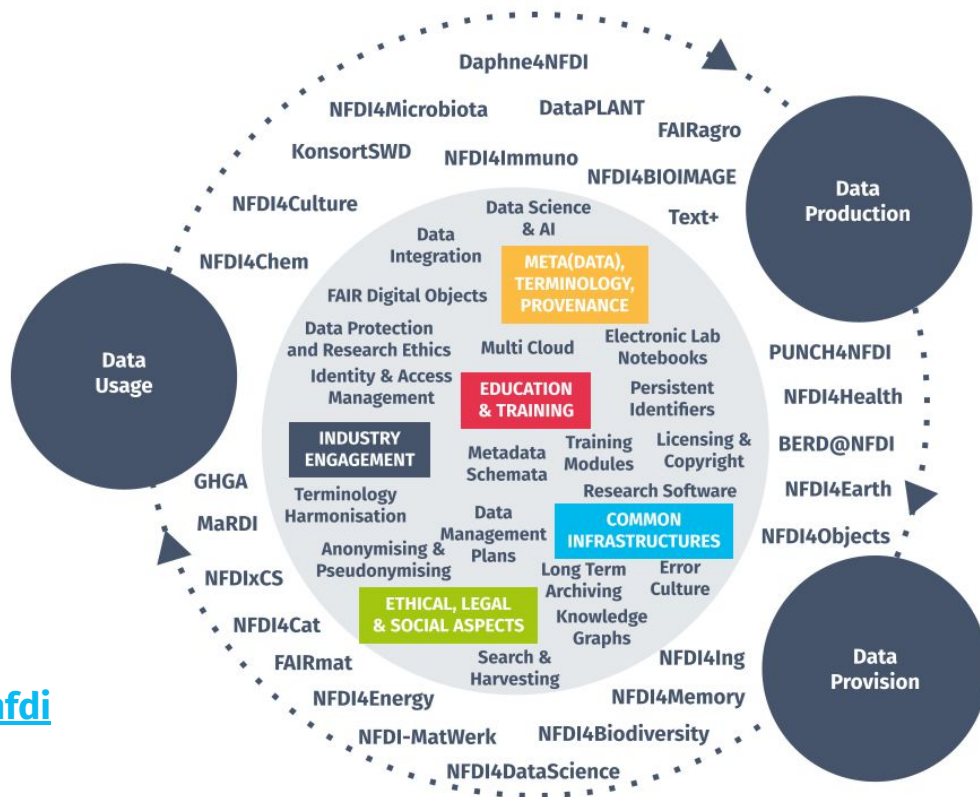 Daphne4NFDI
NFDI4Microbiota
DataPLANT
FAIRagro
KonsortSWD
NFDI4Immuno
NFDI4BIOIMAGE
NFDI4Culture
Text+
NFDI4Chem
Data
Production
Data Science
& AI
Data
Integration
META(DATA),
TERMINOLOGY,
PROVENANCE
FAIR Digital Objects
Data Protection
and Research Ethics
Multi Cloud
Electronic Lab
Notebooks
Identity & Access
Management
EDUCATION
& TRAINING
Persistent
Identifiers
INDUSTRY
ENGAGEMENT
Metadata
Schemata
Training
Modules
Licensing &
Copyright
Research Software
Terminology
Harmonisation
Data
Management
Plans
COMMON
INFRASTRUCTURES
Anonymising &
Pseudonymising
Long Term
Archiving
Error
Culture
ETHICAL, LEGAL
& SOCIAL ASPECTS
Knowledge
Graphs
Search &
Harvesting
Data
Usage
PUNCH4NFDI
NFDI4Health
BERD@NFDI
NFDI4Earth
NFDI4Objects
Data
Provision
GHGA
MaRDI
NFDIxCS
NFDI4Cat
FAIRmat
NFDI4Energy
NFDI-MatWerk
NFDI4DataScience
NFDI4Biodiversity
NFDI4Memory
NFDI4Ing
nfdi